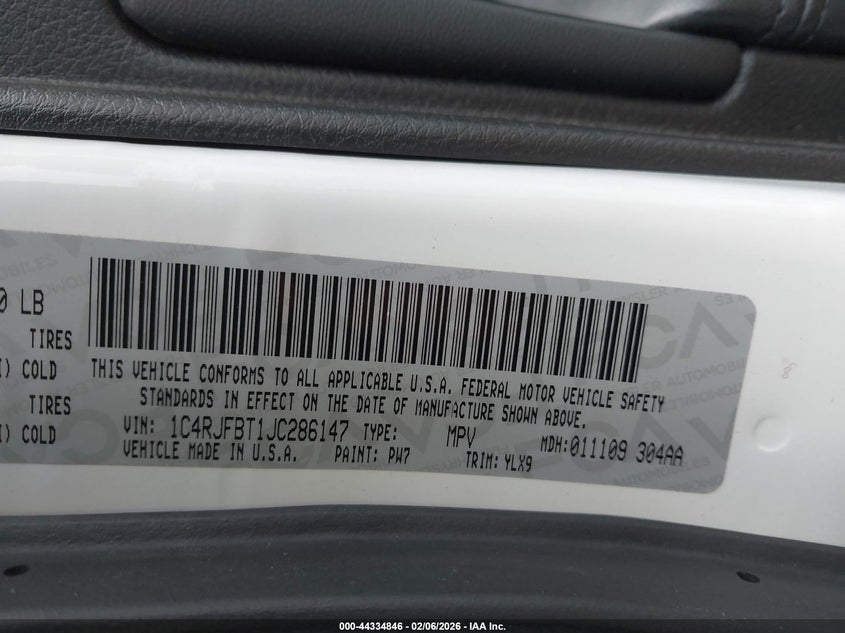 0 LB
TIRES
I) COLD
TIRES
I) COLD
THIS VEHICLE CONFORMS TO ALL APPLICABLE U.S.A. FEDERAL MOTOR VEHICLE SAFETY
STANDARDS IN EFFECT ON THE DATE OF MANUFACTURE SHOWN ABOVE.
VIN: 1C4RJFBT1JC286147 TYPE: MPV MDH:011109 304AA
VEHICLE MADE IN U.S.A. PAINT: PW7 TRIM: YLX9
000-44334846 - 02/06/2026 - IAA Inc.